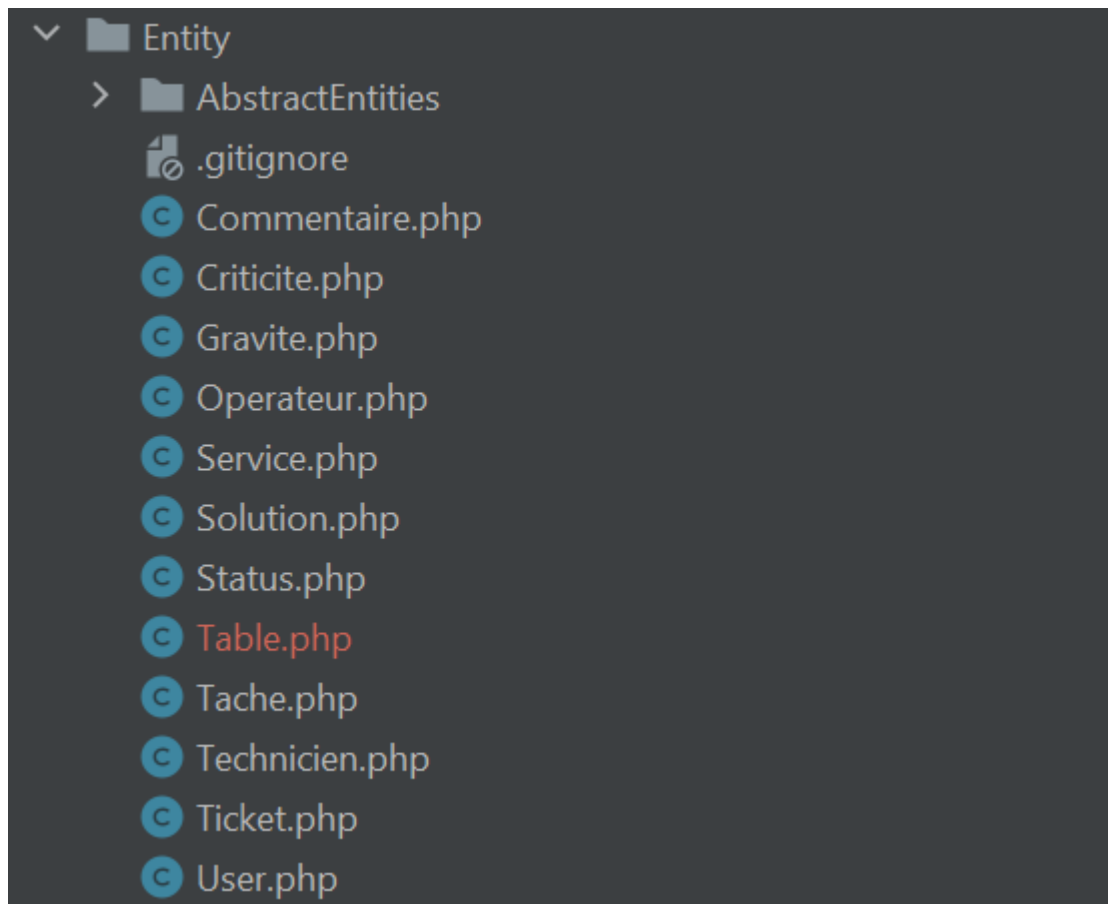 Entity
AbstractEntities
.gitignore
Commentaire.php
Criticite.php
Gravite.php
Operateur.php
Service.php
Solution.php
Status.php
Table.php
Tache.php
Technicien.php
Ticket.php
User.php